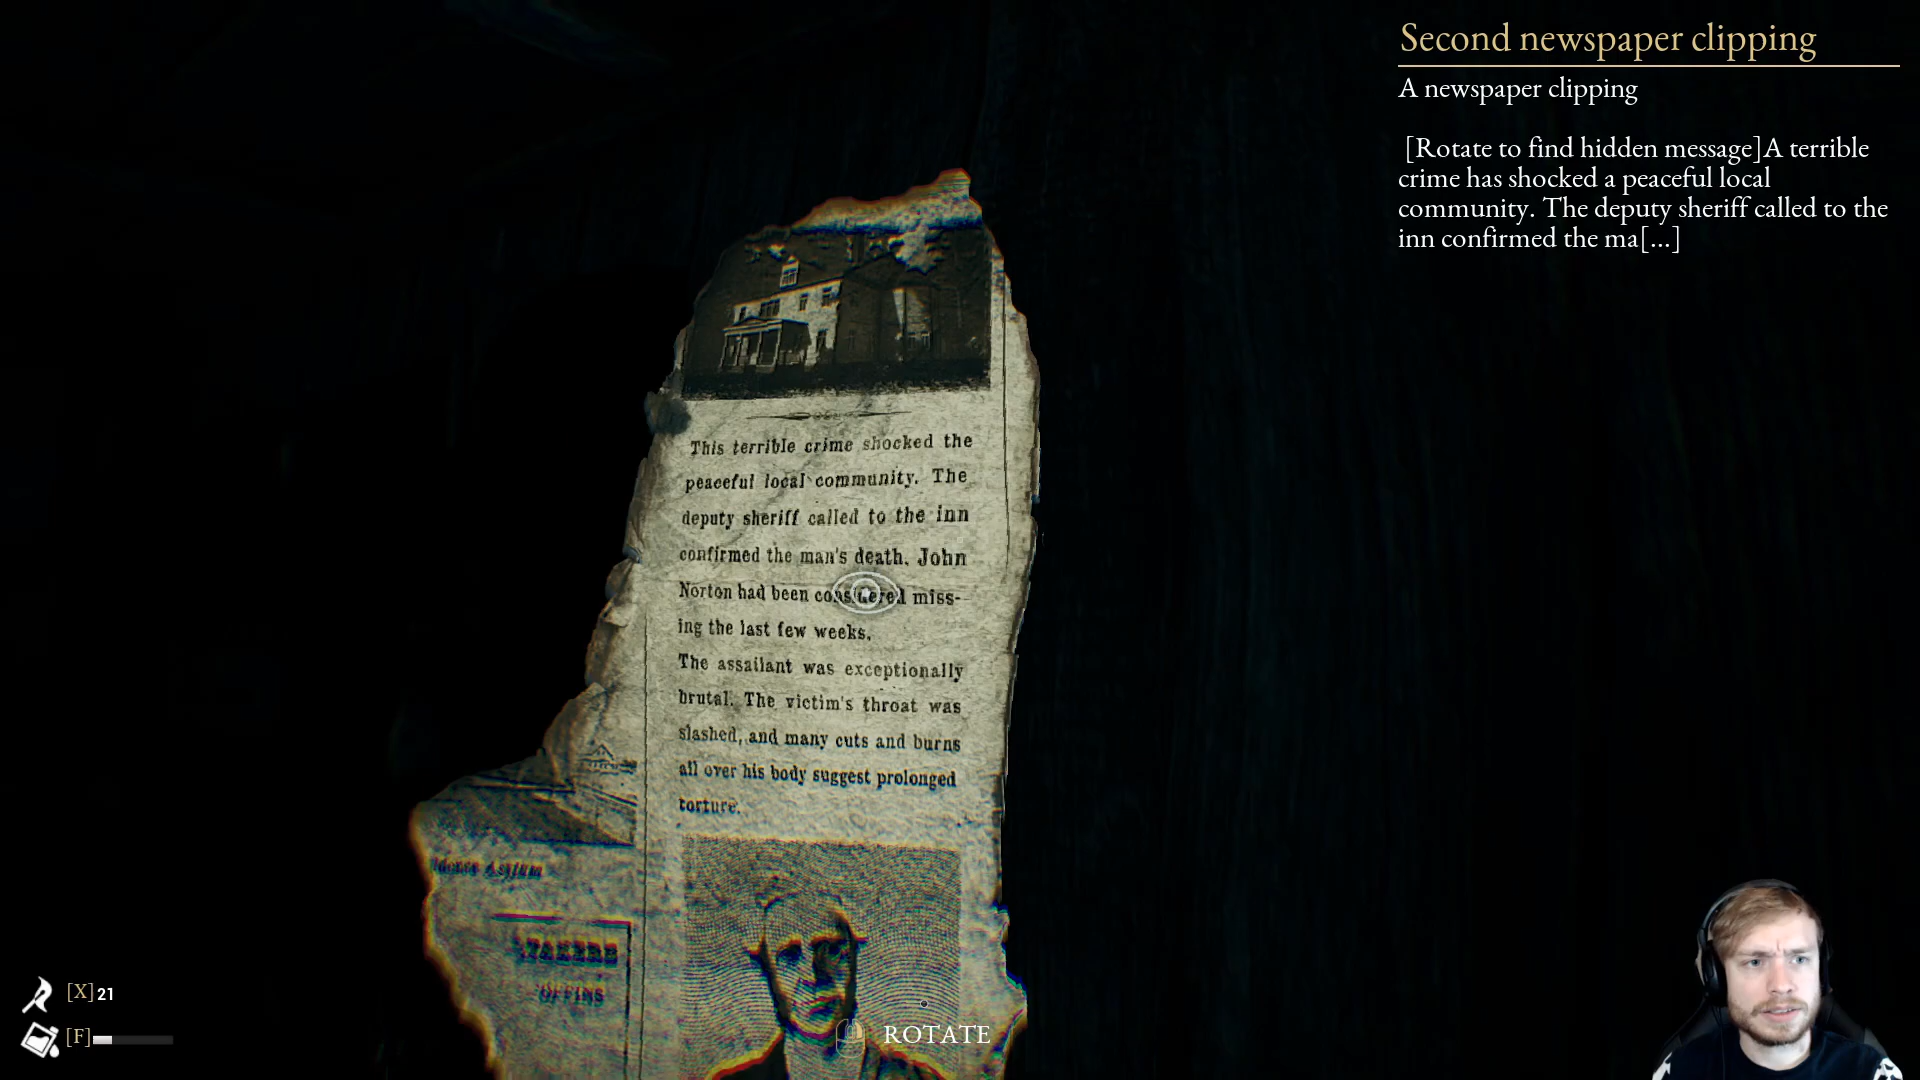 Second newspaper clipping
A newspaper clipping
[Rotate to find hidden message]A terrible
crime has shocked a peaceful local
community. The deputy sheriff called to the
inn confirmed the ma[...]
This terrible crime shocked the
peaceful local community. The
deputy sheriff called to the inn
confirmed the man's death. John
Norton had been considered miss-
ing the last few weeks.
The assailant was exceptionally
brutal. The victim's throat was
slashed, and many cuts and burns
all over his body suggest prolonged
torture.
Asylum
[X] 21
[F]
ROTATE